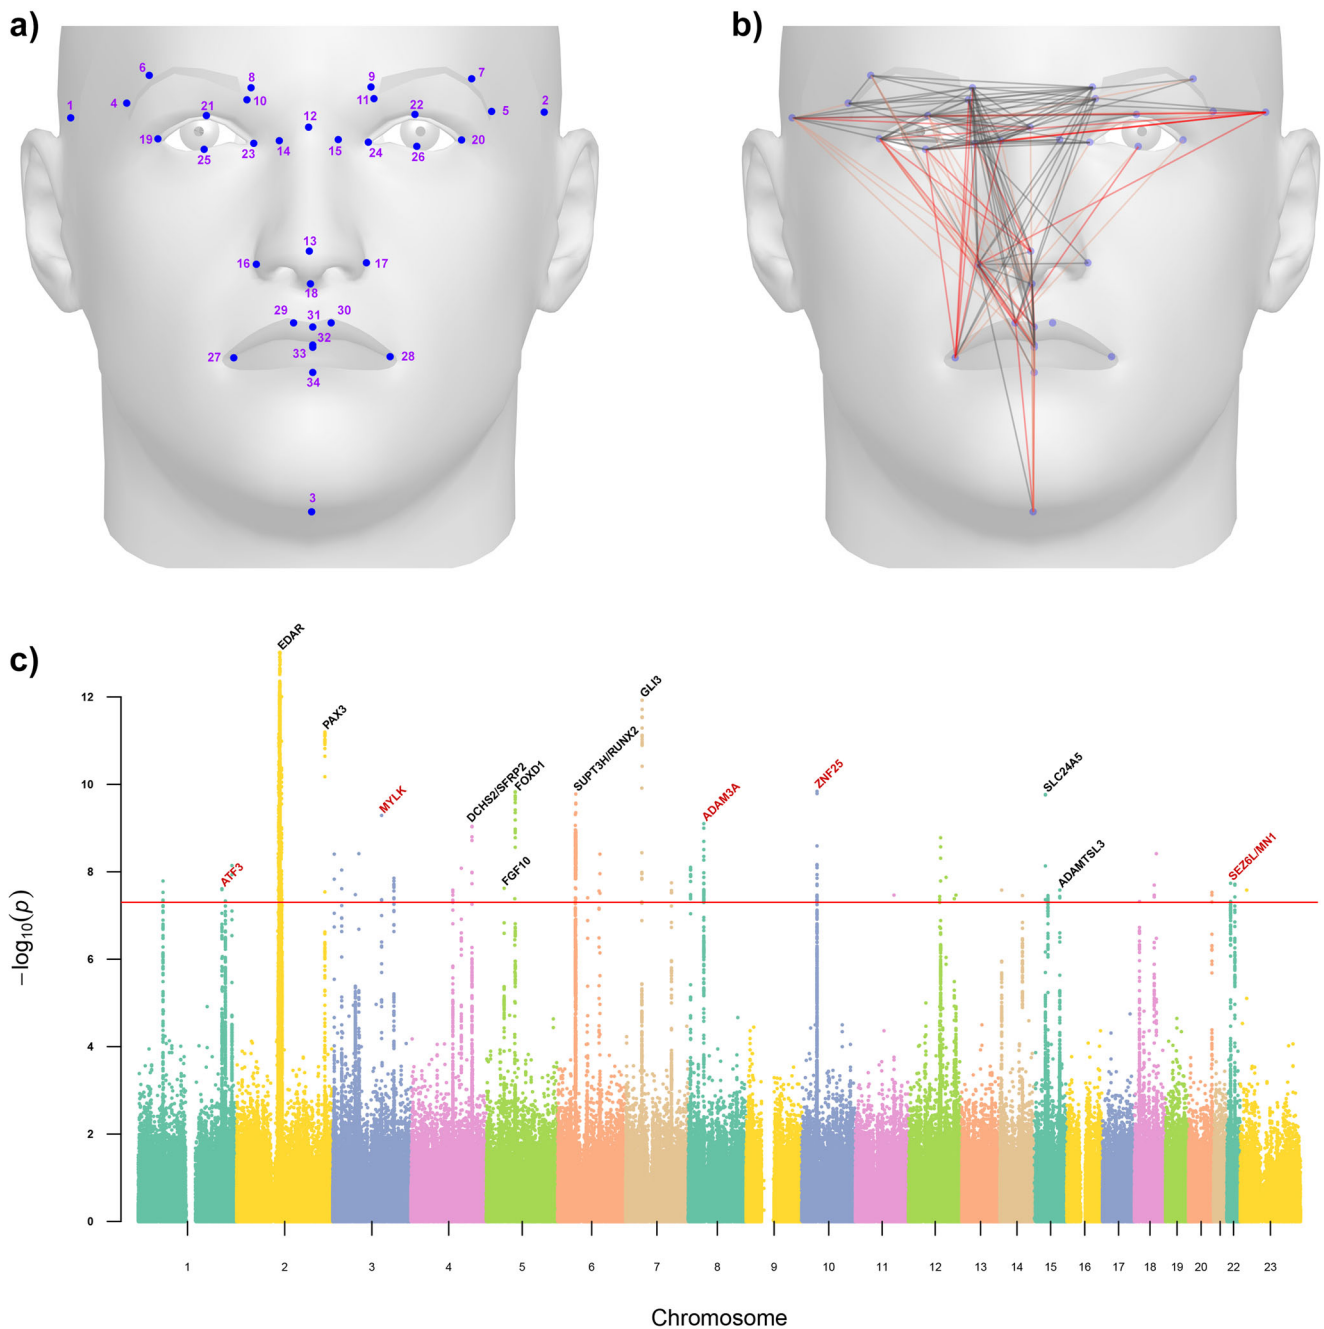 a)
b)
6
7
8
9
1
4
10
11
5
2
21
22
12
19
20
25
23
14
15
24
26
13
16
17
18
29
31
30
32
27
33
28
34
3
c)
EDAR
PAX3
GLI3
SUPT3H/RUNX2
DCHS2/SFRP2
FOXD1
MYLK
ADAM3A
ZNF25
SLC24A5
ATF3
FGF10
ADAMTSL3
SEZ6L/MN1
12
10
8
6
4
2
0
−log10(p)
1 2 3 4 5 6 7 8 9 10 11 12 13 14 15 16 17 18 19 20 22 23
Chromosome